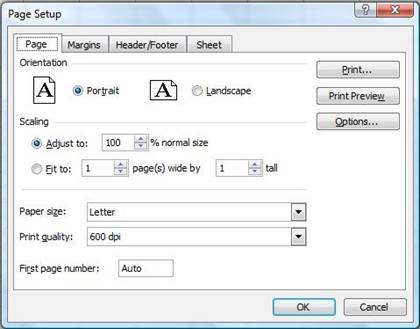 Page Setup
Page Margins Header/Footer Sheet
Orientation
A Portrait A Landscape
Print...
Print Preview
Options...
Scaling
Adjust to: 100 % normal size
Fit to: 1 page(s) wide by 1 tall
Paper size: Letter
Print quality: 600 dpi
First page number: Auto
OK Cancel